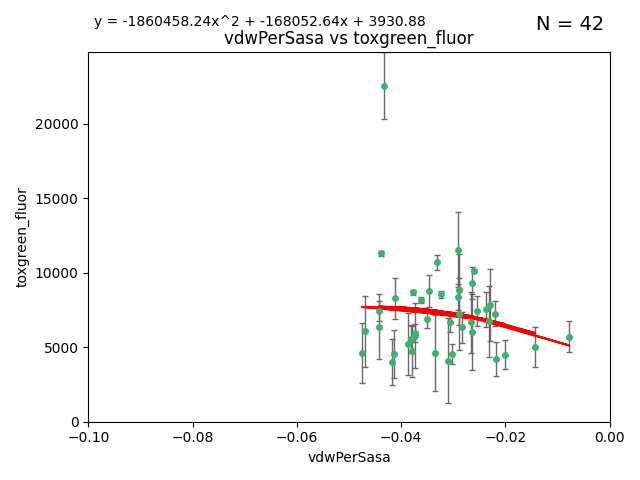 y = -1860458.24x^2 + -168052.64x + 3930.88
N = 42
vdwPerSasa vs toxgreen_fluor
toxgreen_fluor
20000
15000
10000
5000
0
−0.10
−0.08
−0.06
−0.04
−0.02
0.00
vdwPerSasa